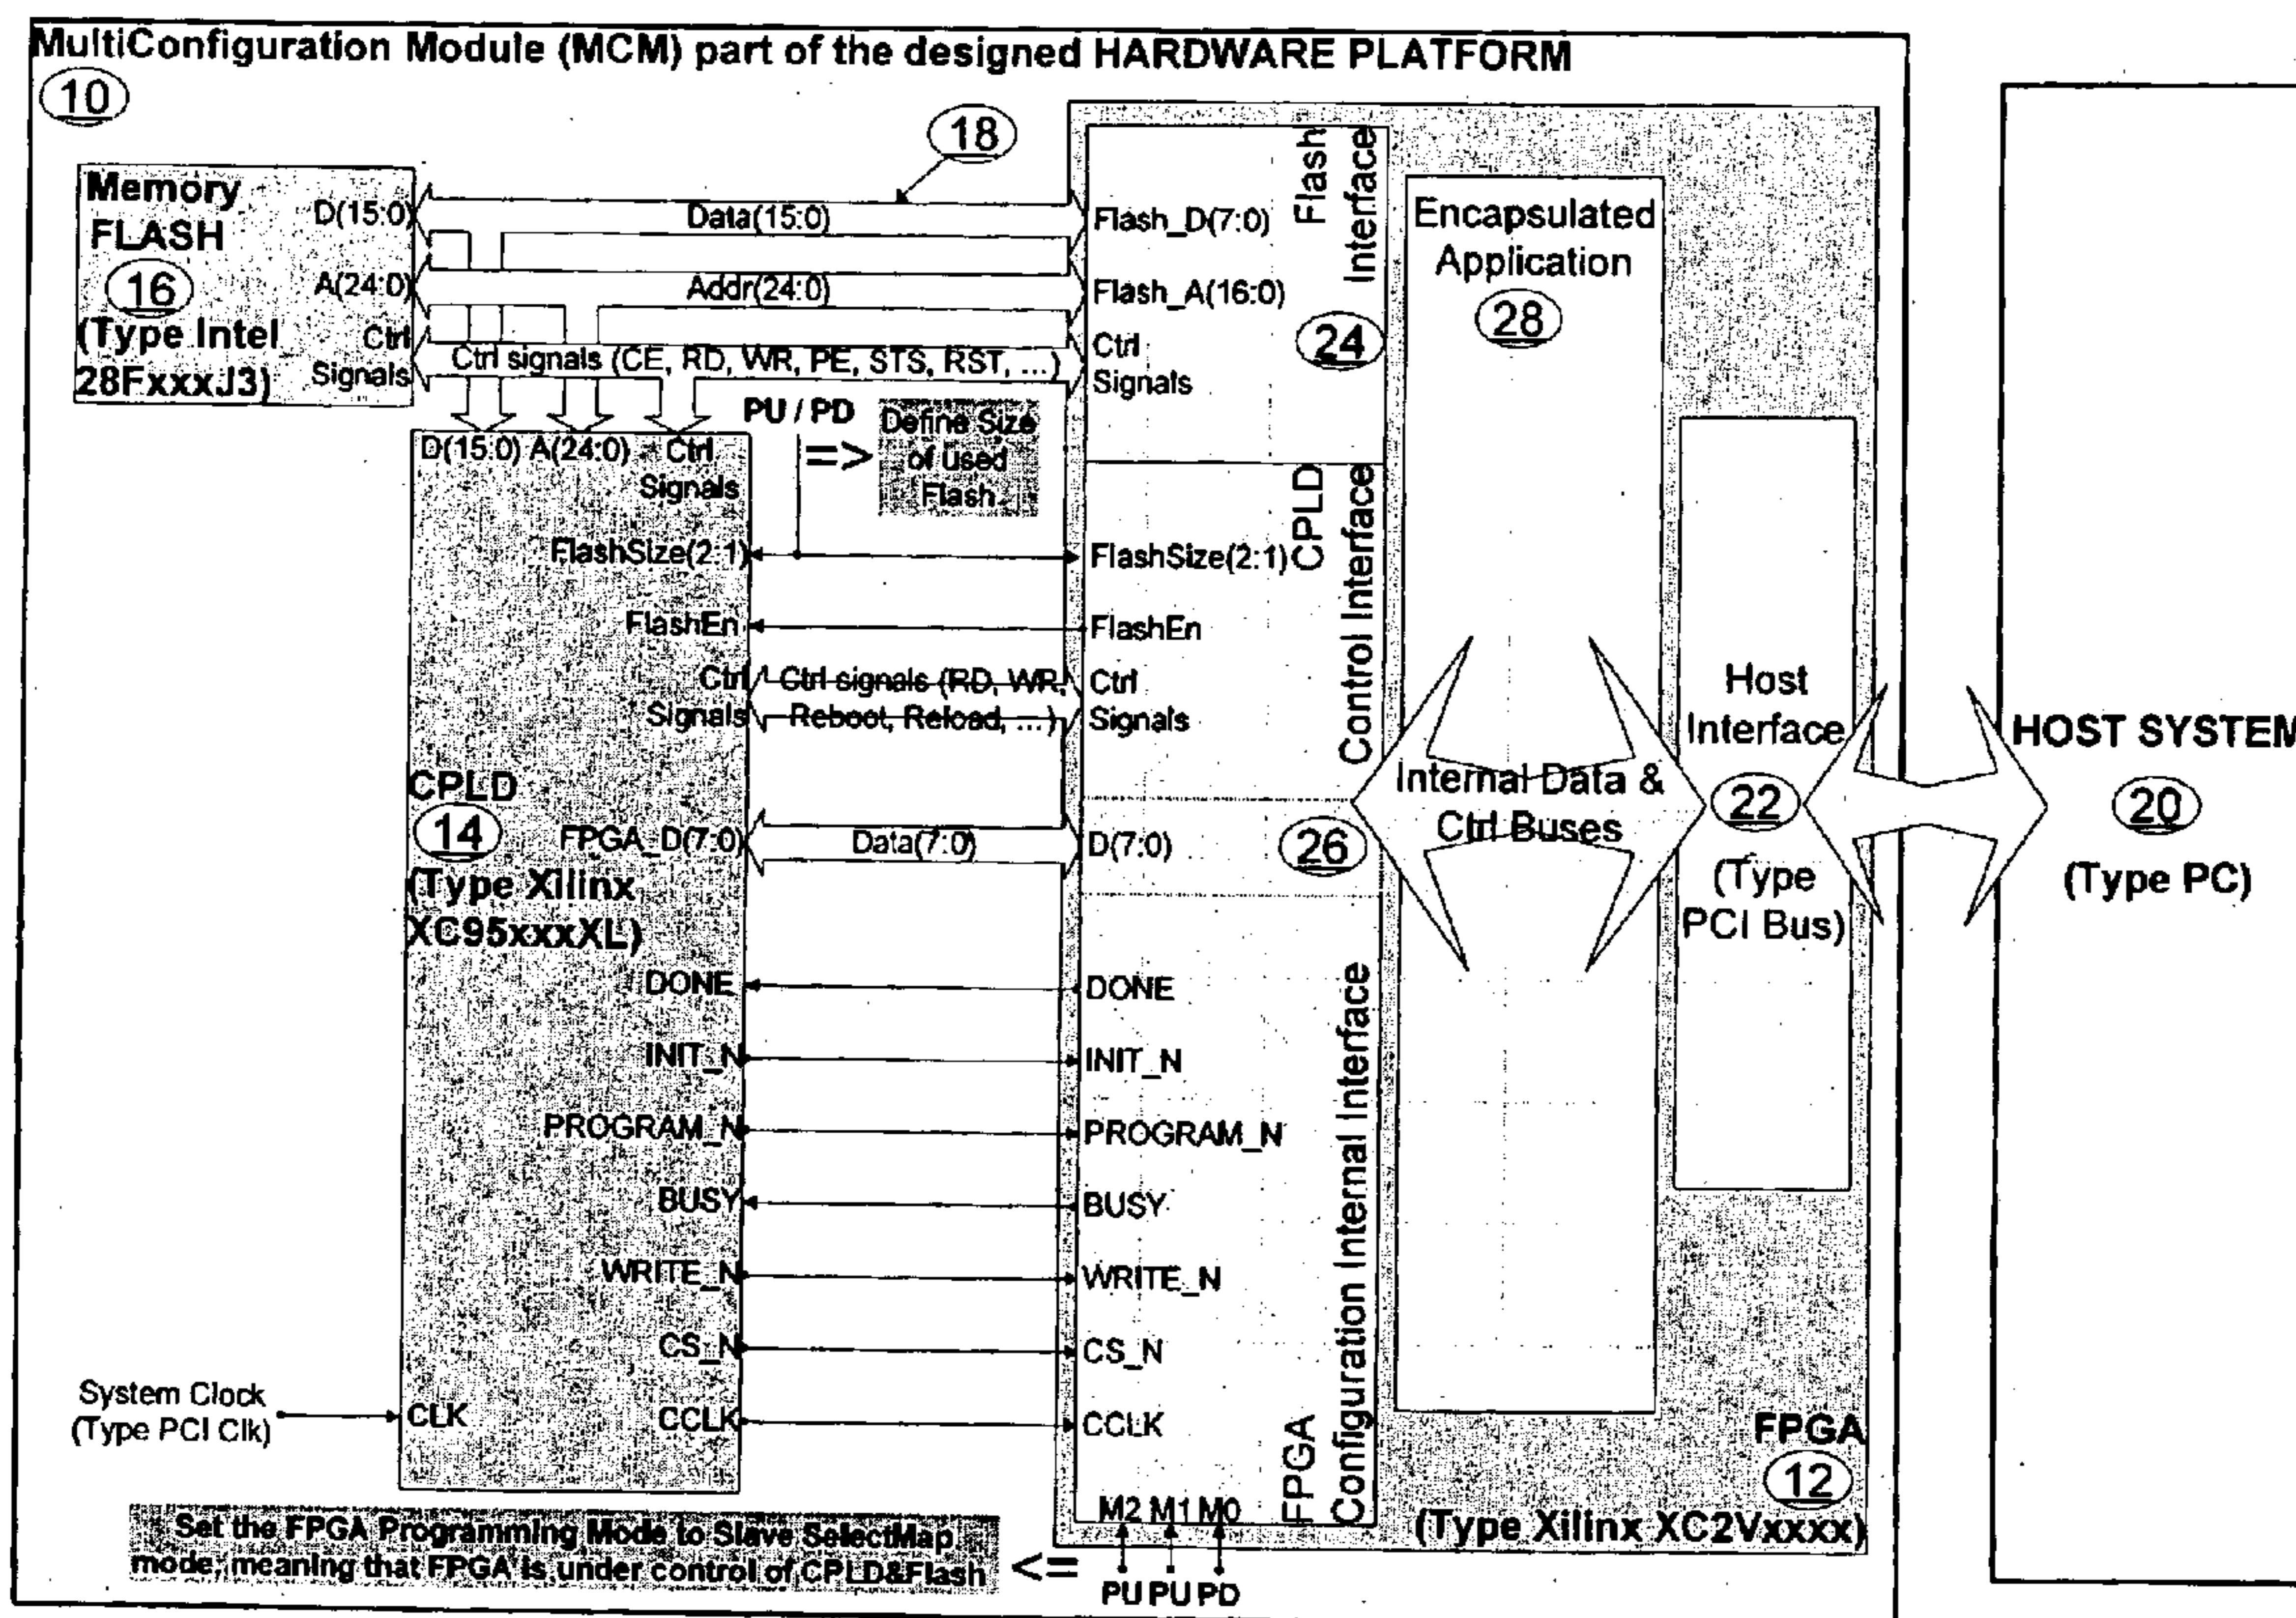 MultiConfiguration Module (MCM) part of the designed HARDWARE PLATFORM
10
18
Memory
FLASH
16
(Type Intel
28FxxxJ3)
D(15:0)
A(24:0)
Ctrl
Signals
Data(15:0)
Addr(24:0)
Ctrl signals (CE, RD, WR, PE, STS, RST, ...)
Flash_D(7:0)
Flash_A(16:0)
Ctrl
Signals
Flash
Interface
24
Encapsulated
Application
28
PU / PD
=>
Define Size
of used
Flash
D(15:0) A(24:0) Ctrl
Signals
FlashSize(2:1)
FlashEn
Ctrl
Signals
Ctrl signals (RD, WR,
Reboot, Reload, ...)
FlashSize(2:1)
FlashEn
Ctrl
Signals
CPLD
Control Interface
CPLD
14
(Type Xilinx
XC95xxxXL)
FPGA_D(7:0)
Data(7:0)
D(7:0)
26
Internal Data &
Ctrl Buses
Host
Interface
22
(Type
PCI Bus)
HOST SYSTEM
20
(Type PC)
DONE
INIT_N
PROGRAM_N
BUSY
WRITE_N
CS_N
CCLK
DONE
INIT_N
PROGRAM_N
BUSY
WRITE_N
CS_N
CCLK
FPGA
Configuration Internal Interface
System Clock
(Type PCI Clk)
CLK
M2 M1 M0
FPGA
12
(Type Xilinx XC2Vxxxx)
Set the FPGA Programming Mode to Slave SelectMap
mode, meaning that FPGA is under control of CPLD&Flash
<=
PU PU PD